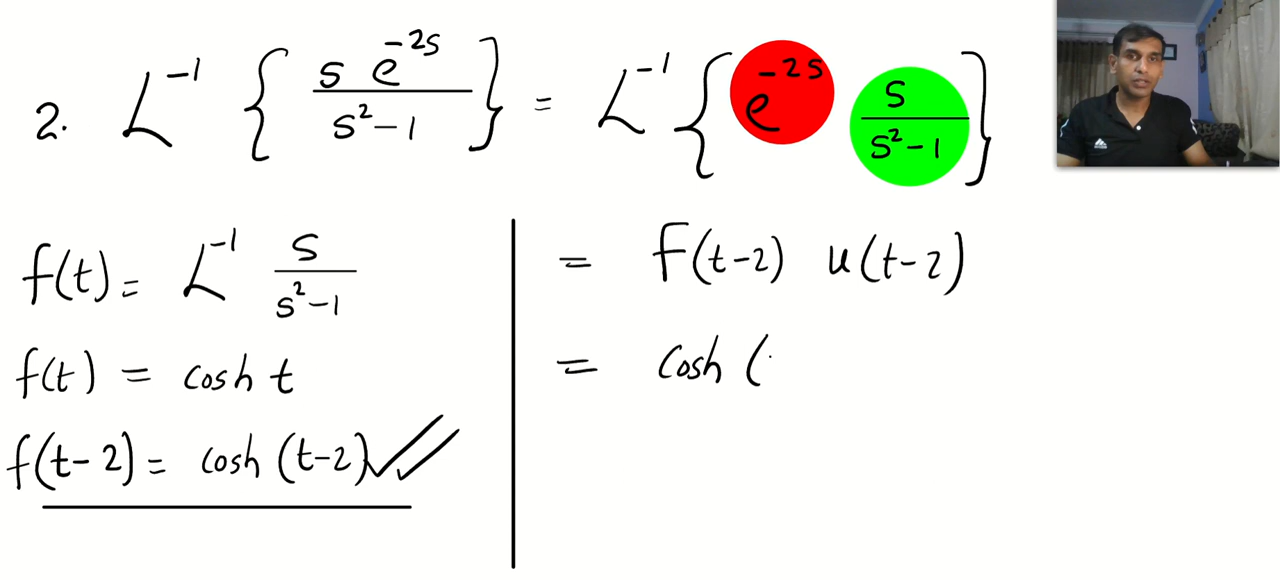 2. L⁻¹ { s e⁻²ˢ / s² – 1 } = L⁻¹ { e⁻²ˢ s / s² – 1 }
f(t) = L⁻¹ s / s² – 1
f(t) = cosh t
f(t – 2) = cosh (t – 2) ✓✓
= f(t – 2) u(t – 2)
= cosh (